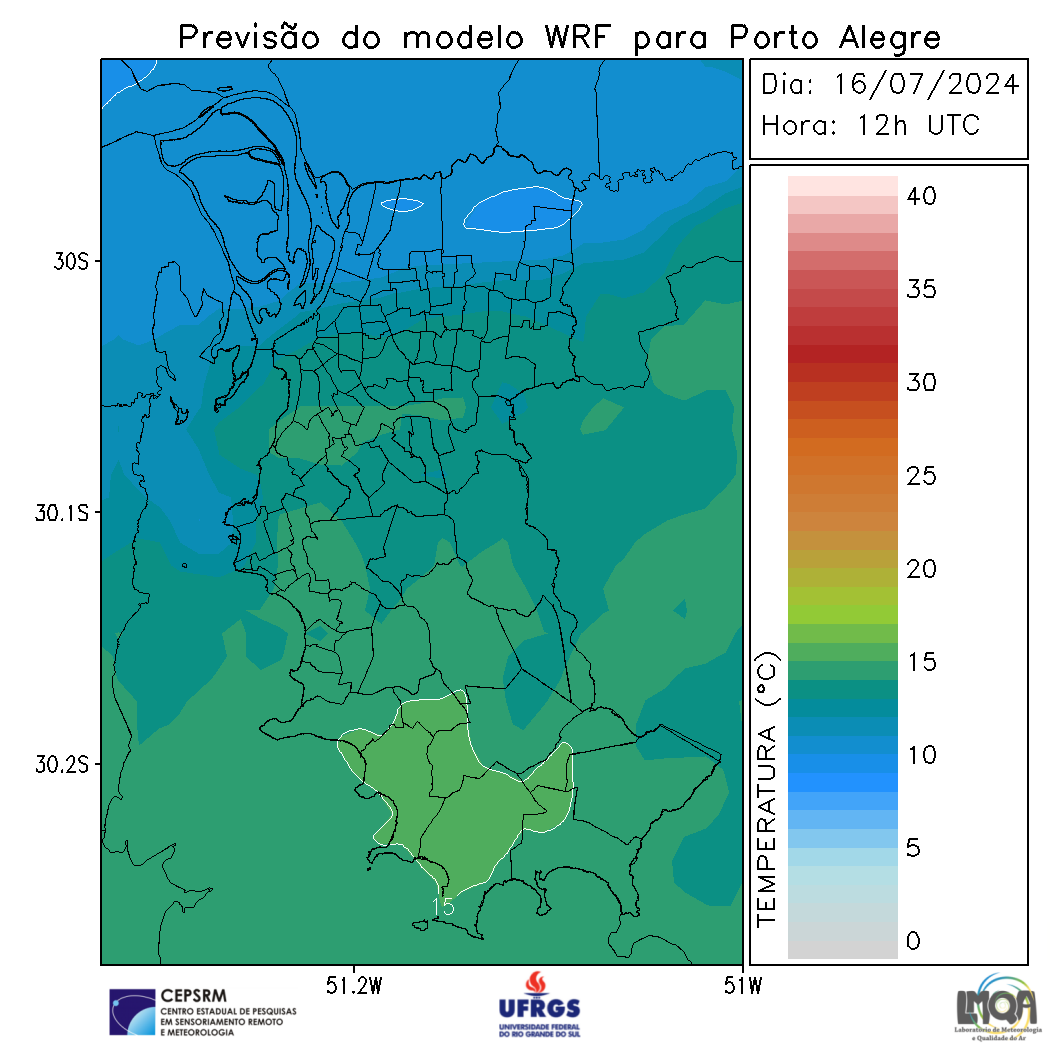 Previsão do modelo WRF para Porto Alegre
Dia: 16/07/2024
Hora: 12h UTC
40
35
30
25
20
15
10
5
0
TEMPERATURA (°C)
30S
30.1S
30.2S
15
51.2W
51W
CEPSRM
CENTRO ESTADUAL DE PESQUISAS
EM SENSORIAMENTO REMOTO
E METEOROLOGIA
UFRGS
UNIVERSIDADE FEDERAL
DO RIO GRANDE DO SUL
LMQA
Laboratório de Meteorologia
e Qualidade do Ar